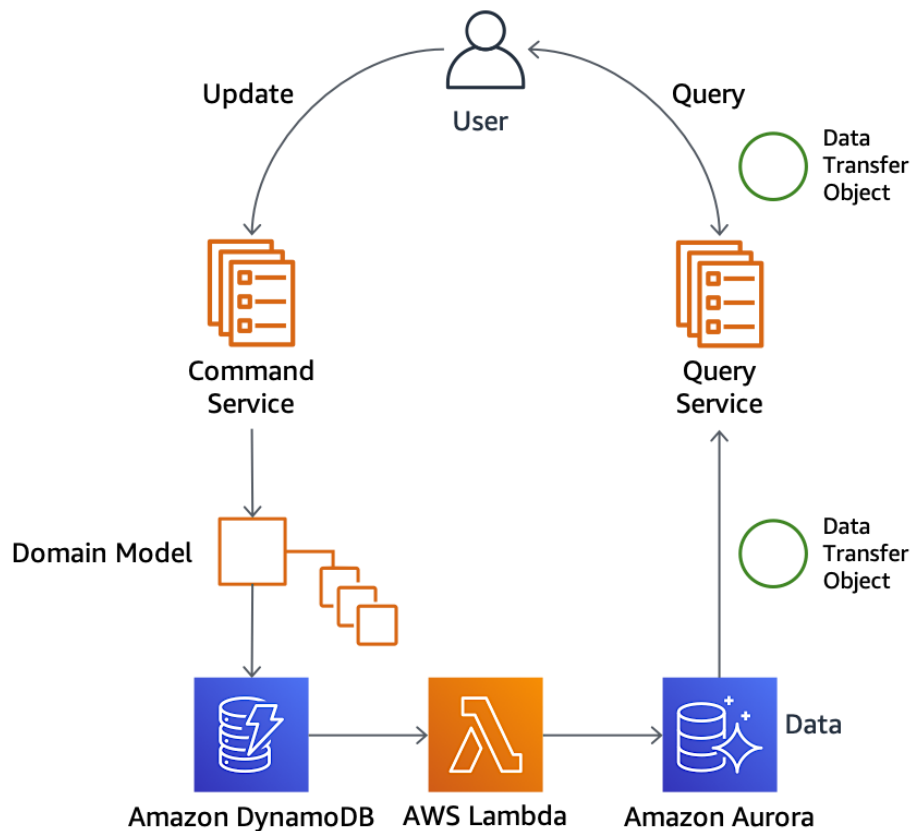 User
Update
Query
Data
Transfer
Object
Command
Service
Query
Service
Domain Model
Data
Transfer
Object
Data
Amazon DynamoDB
AWS Lambda
Amazon Aurora